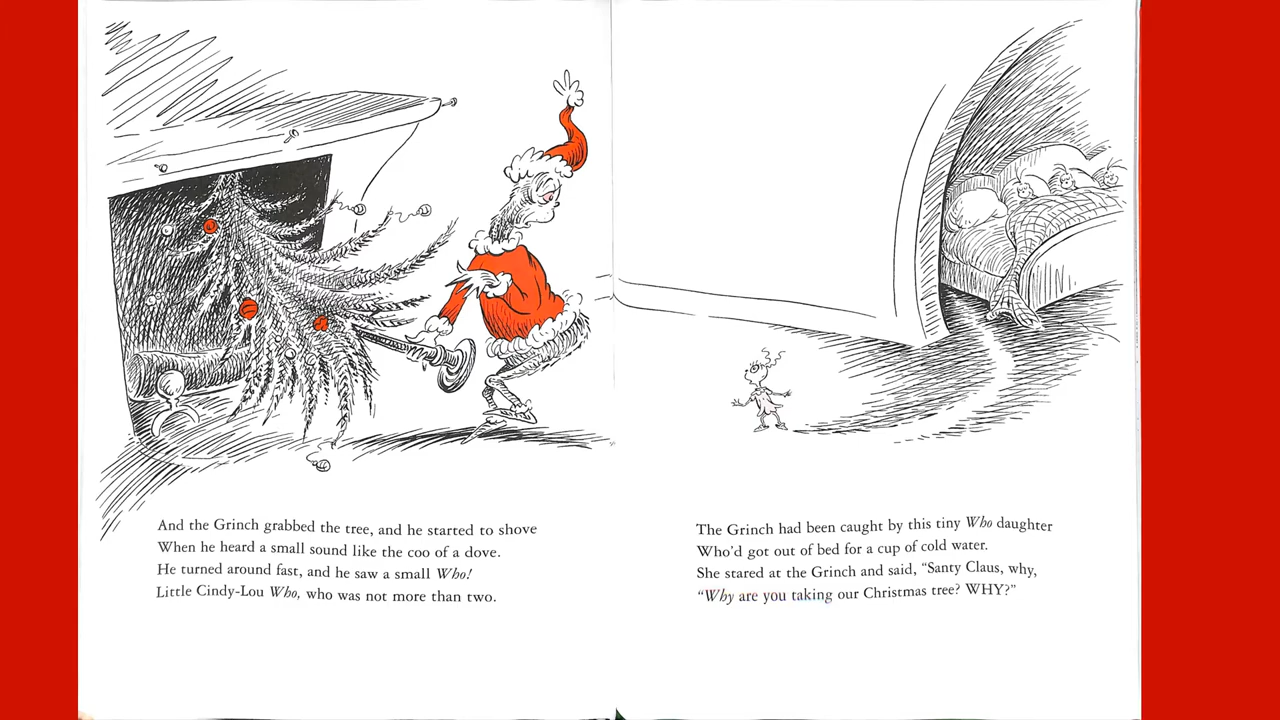 And the Grinch grabbed the tree, and he started to shove
When he heard a small sound like the coo of a dove.
He turned around fast, and he saw a small Who!
Little Cindy-Lou Who, who was not more than two.
The Grinch had been caught by this tiny Who daughter
Who'd got out of bed for a cup of cold water.
She stared at the Grinch and said, “Santy Claus, why,
“Why are you taking our Christmas tree? WHY?”